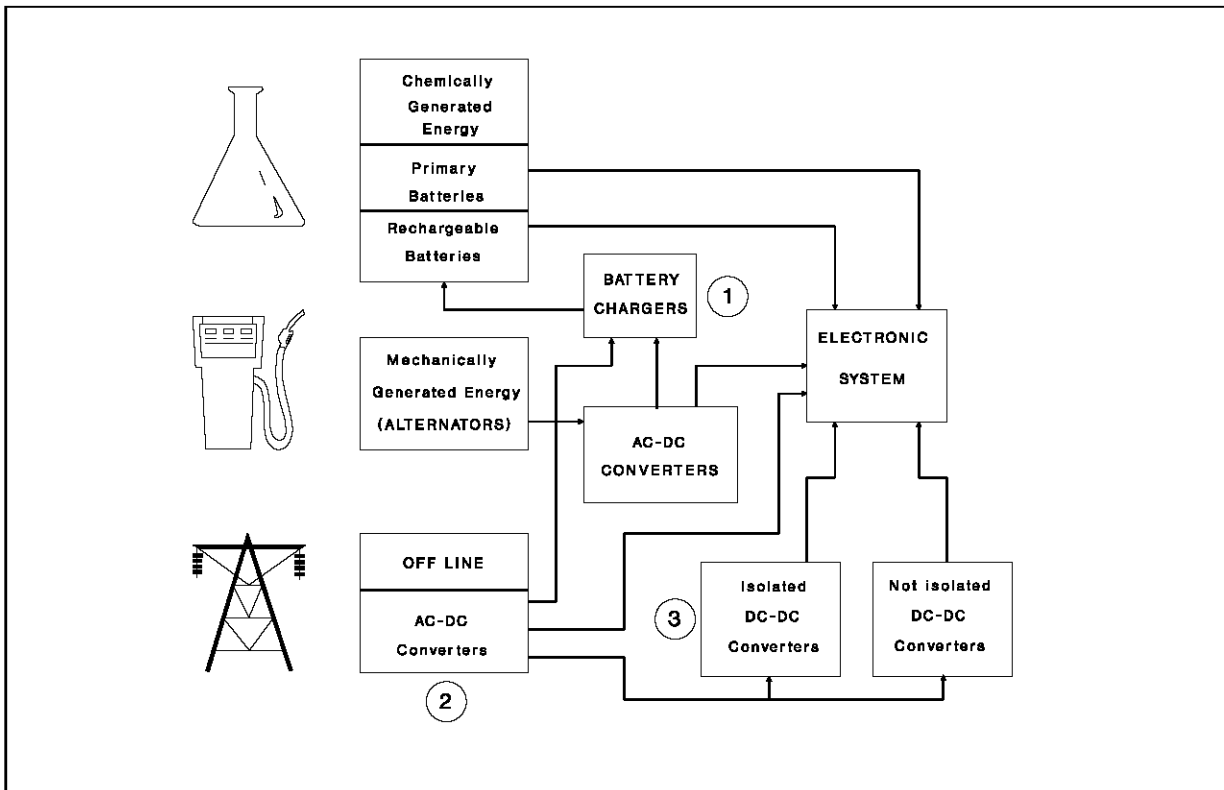 Chemically
Generated
Energy
Primary
Batteries
Rechargeable
Batteries
BATTERY
CHARGERS
1
Mechanically
Generated Energy
(ALTERNATORS)
AC-DC
CONVERTERS
ELECTRONIC
SYSTEM
OFF LINE
AC-DC
Converters
2
3
Isolated
DC-DC
Converters
Not isolated
DC-DC
Converters